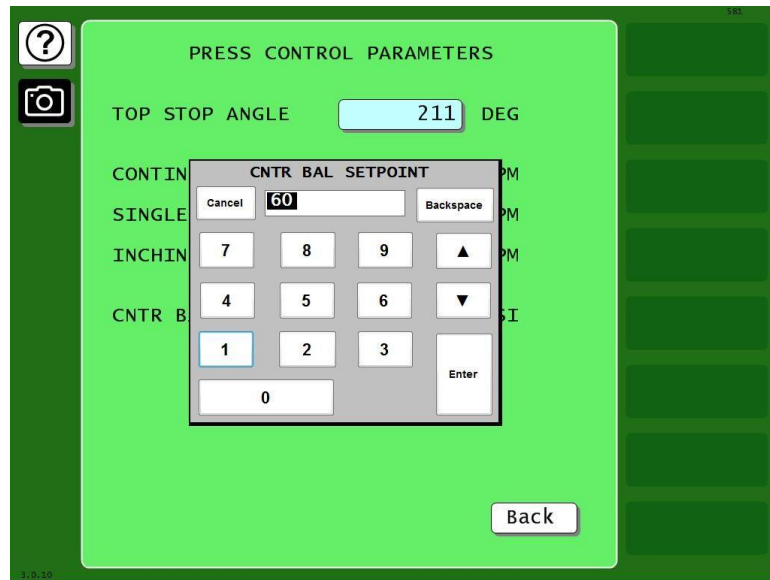 581
?
PRESS CONTROL PARAMETERS
TOP STOP ANGLE 211 DEG
CONTIN PM
CNTR BAL SETPOINT
Cancel 60 Backspace
SINGLE PM
INCHIN PM
7 8 9 ▲
4 5 6 ▼
CNTR B SI
1 2 3
Enter
0
Back
3.0.10